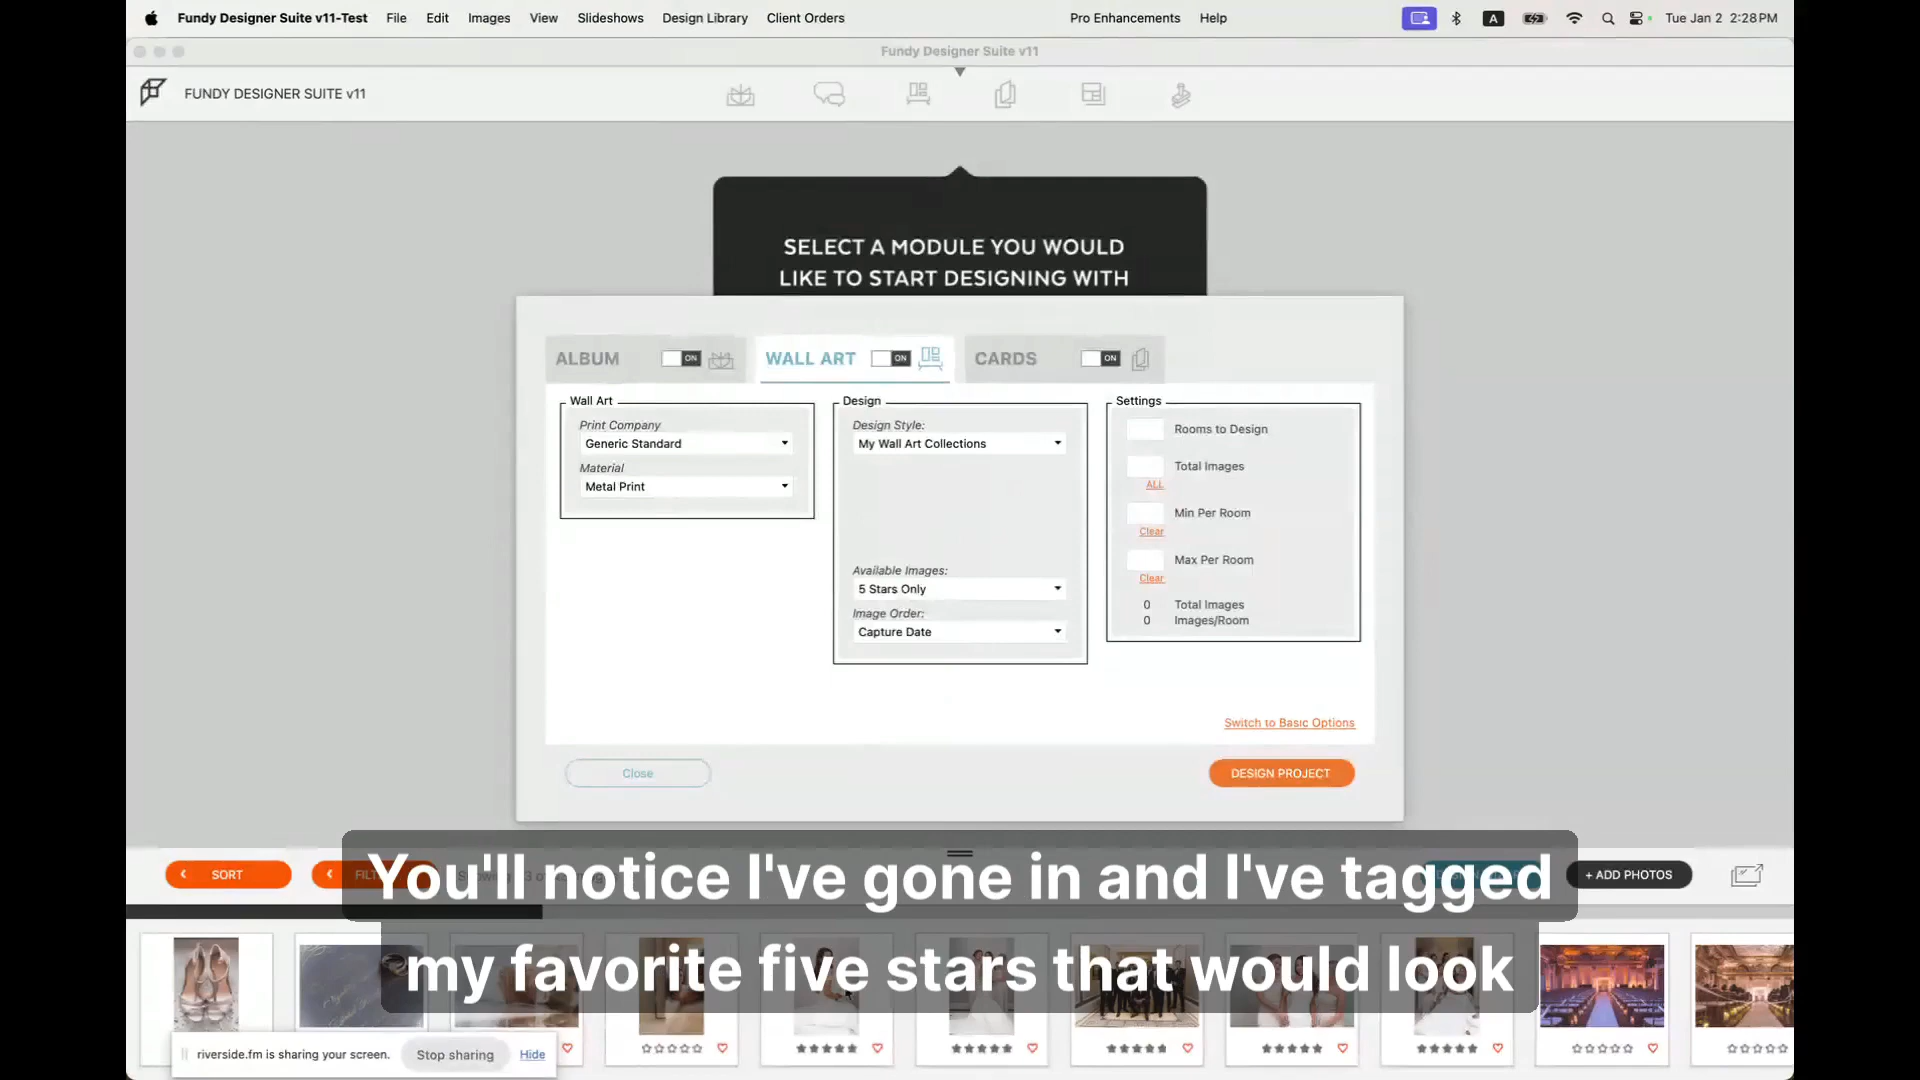 Fundy Designer Suite v11-Test File Edit Images View Slideshows Design Library Client Orders Pro Enhancements Help A Tue Jan 2 2:28 PM
Fundy Designer Suite v11
FUNDY DESIGNER SUITE v11
SELECT A MODULE YOU WOULD
LIKE TO START DESIGNING WITH
ALBUM ON WALL ART ON CARDS ON
Wall Art
Print Company
Generic Standard
Material
Metal Print
Design
Design Style:
My Wall Art Collections
Available Images:
5 Stars Only
Image Order:
Capture Date
Settings
Rooms to Design
Total Images
ALL
Min Per Room
Clear
Max Per Room
Clear
0 Total Images
0 Images/Room
Switch to Basic Options
Close DESIGN PROJECT
SORT + ADD PHOTOS
You'll notice I've gone in and I've tagged
my favorite five stars that would look
riverside.fm is sharing your screen. Stop sharing Hide